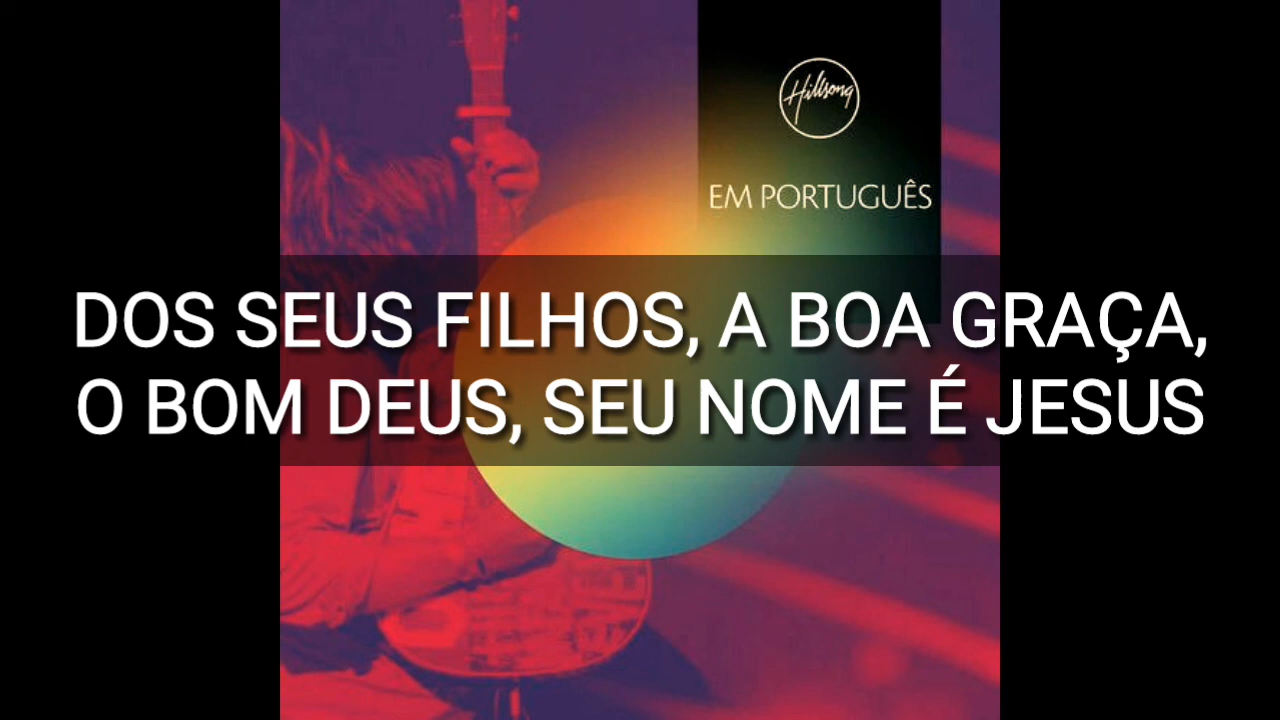 Hillsong
EM PORTUGUÊS
DOS SEUS FILHOS, A BOA GRAÇA,
O BOM DEUS, SEU NOME É JESUS